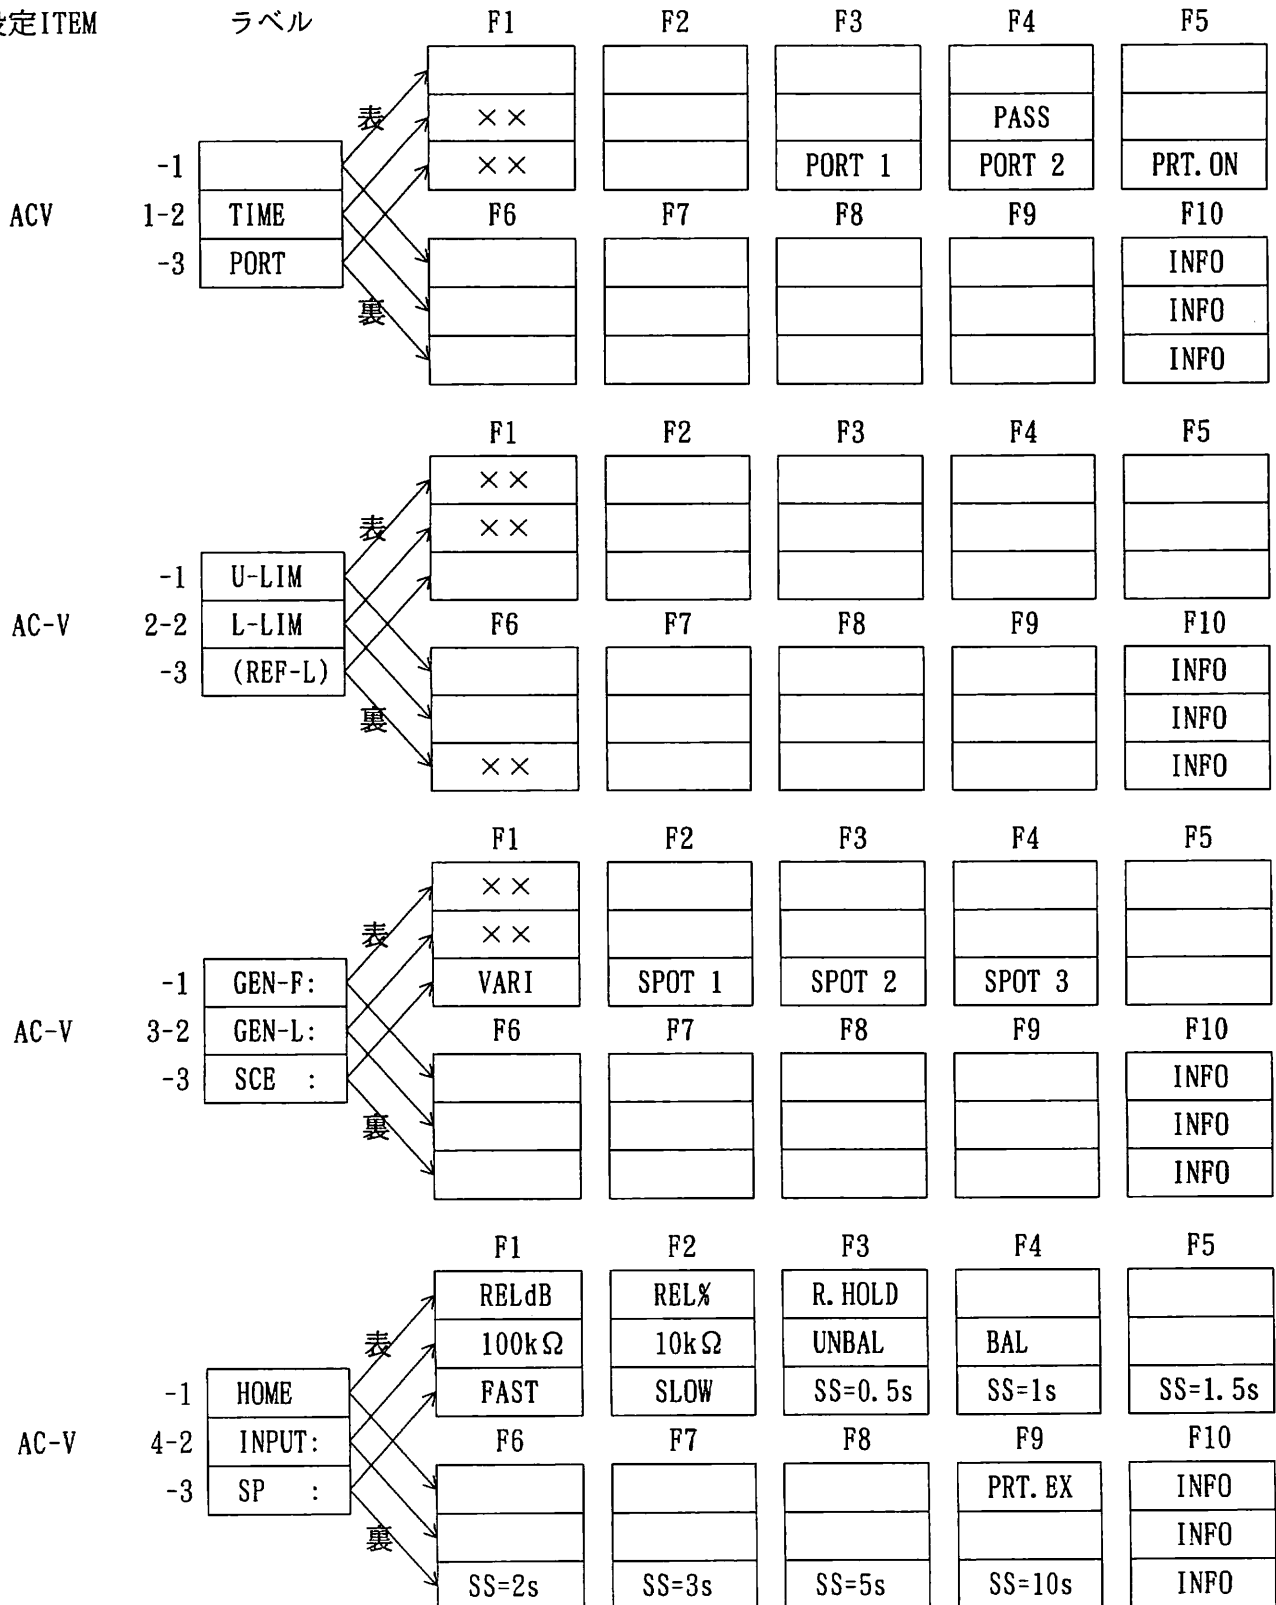 定ITEM ラベル F1 F2 F3 F4 F5
表 ×× PASS
-1 ×× PORT 1 PORT 2 PRT.ON
ACV 1-2 TIME F6 F7 F8 F9 F10
-3 PORT INFO
裏 INFO
INFO
F1 F2 F3 F4 F5
××
表 ××
-1 U-LIM
AC-V 2-2 L-LIM F6 F7 F8 F9 F10
-3 (REF-L) INFO
裏 INFO
×× INFO
F1 F2 F3 F4 F5
××
表 ××
-1 GEN-F: VARI SPOT 1 SPOT 2 SPOT 3
AC-V 3-2 GEN-L: F6 F7 F8 F9 F10
-3 SCE : INFO
裏 INFO
INFO
F1 F2 F3 F4 F5
RELdB REL% R.HOLD
表 100kΩ 10kΩ UNBAL BAL
-1 HOME FAST SLOW SS=0.5s SS=1s SS=1.5s
AC-V 4-2 INPUT: F6 F7 F8 F9 F10
-3 SP : PRT.EX INFO
裏 INFO
SS=2s SS=3s SS=5s SS=10s INFO